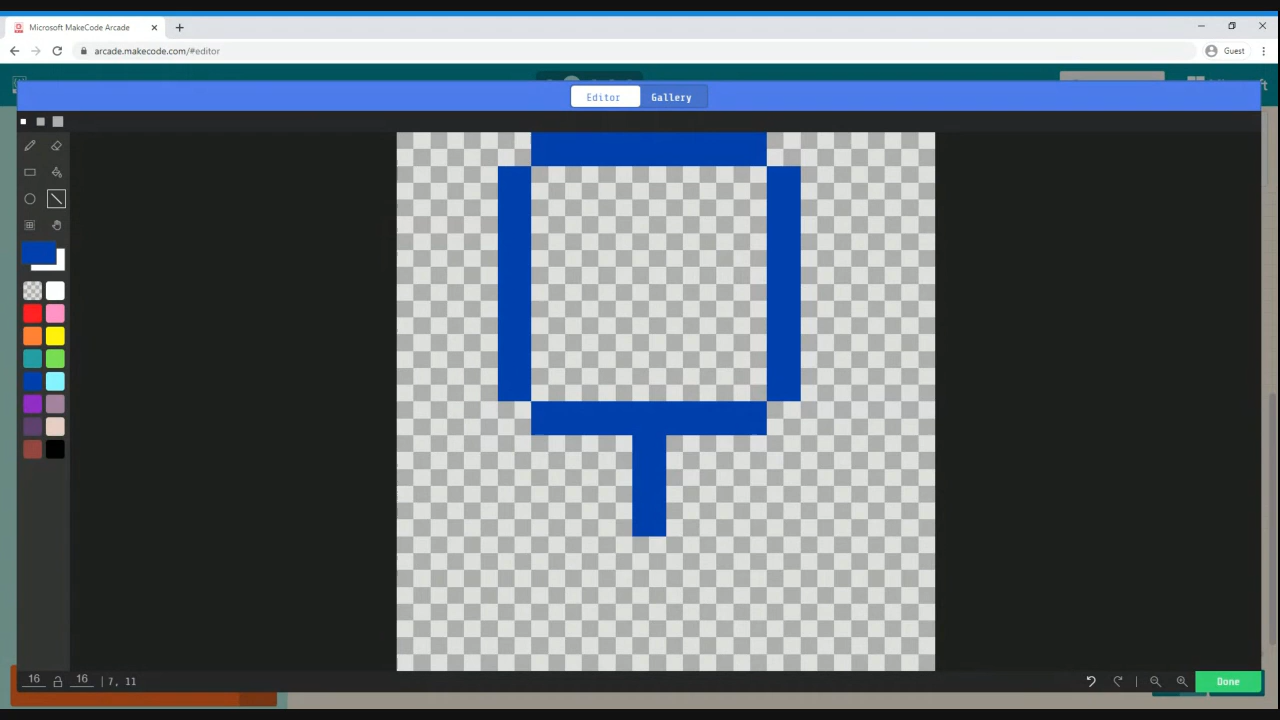 Microsoft MakeCode Arcade
arcade.makecode.com/#editor
Guest
Editor Gallery
16 16 7, 11
Done